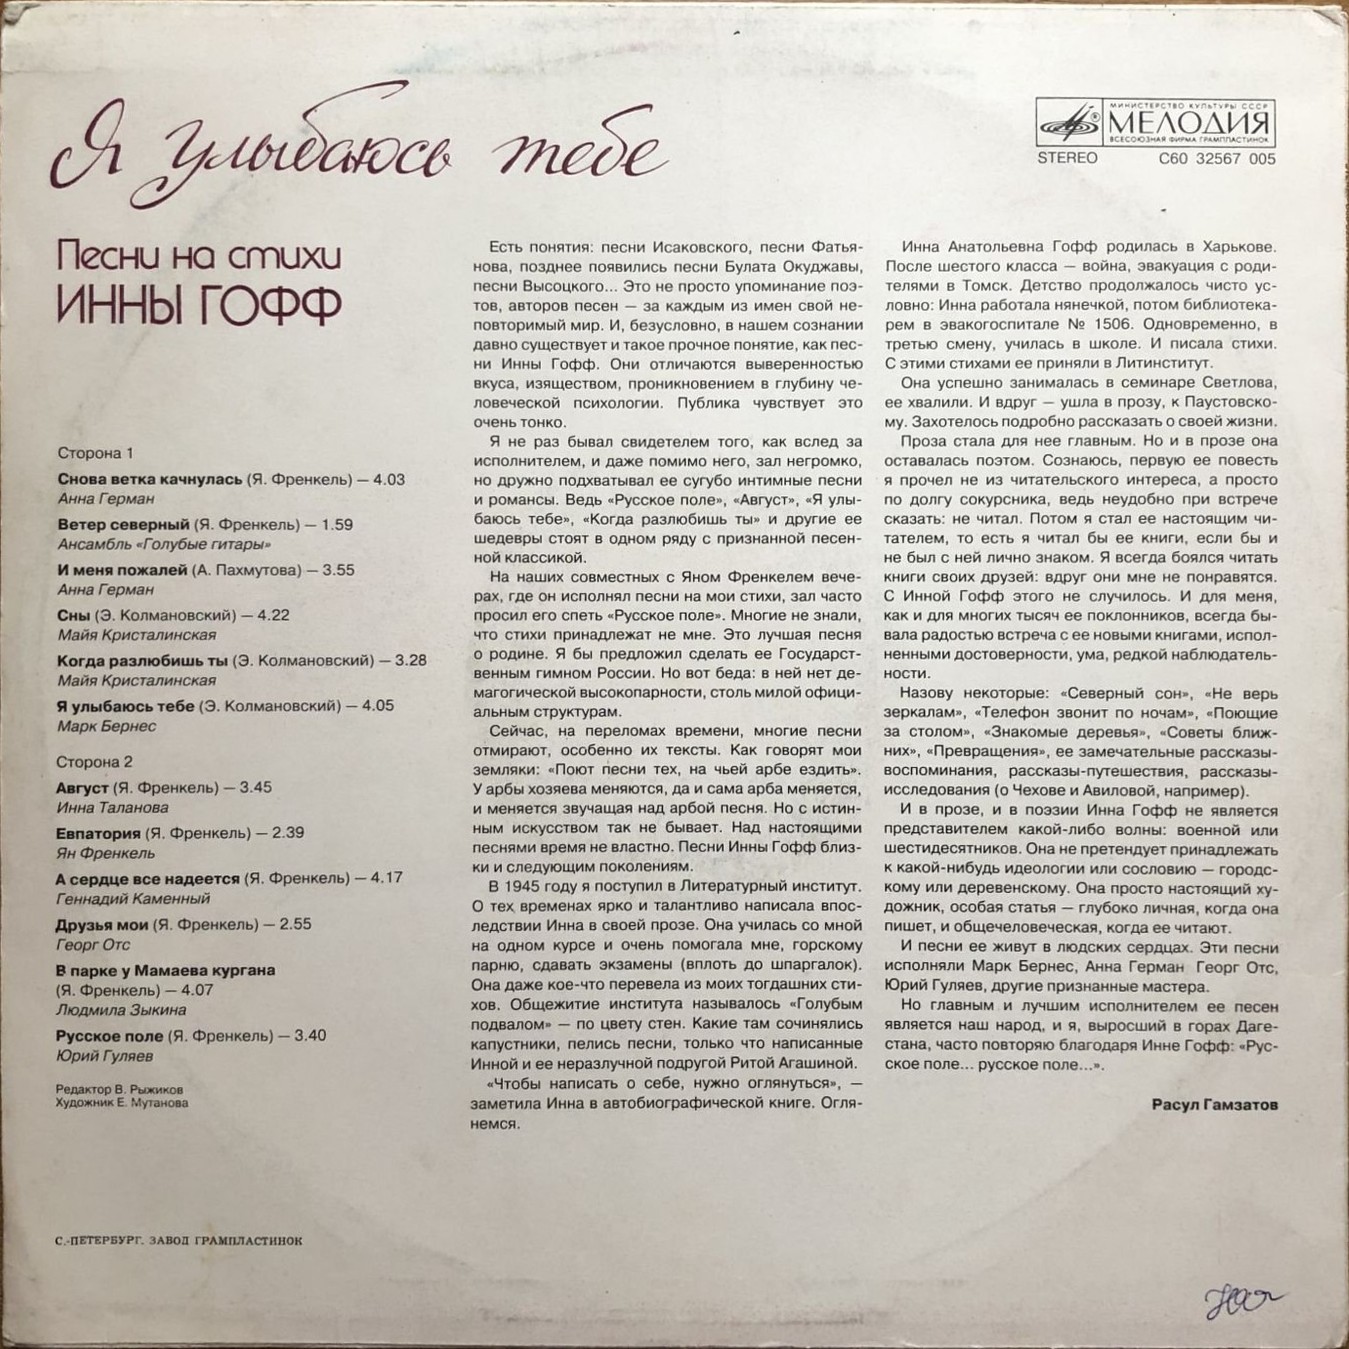 Я улыбаюсь тебе
МИНИСТЕРСТВО КУЛЬТУРЫ СССР
МЕЛОДИЯ
ВСЕСОЮЗНАЯ ФИРМА ГРАМПЛАСТИНОК
STEREO С60 32567 005
Песни на стихи
ИННЫ ГОФФ
Сторона 1
Снова ветка качнулась (Я. Френкель) — 4.03
Анна Герман
Ветер северный (Я. Френкель) — 1.59
Ансамбль «Голубые гитары»
И меня пожалей (А. Пахмутова) — 3.55
Анна Герман
Сны (Э. Колмановский) — 4.22
Майя Кристалинская
Когда разлюбишь ты (Э. Колмановский) — 3.28
Майя Кристалинская
Я улыбаюсь тебе (Э. Колмановский) — 4.05
Марк Бернес
Сторона 2
Август (Я. Френкель) — 3.45
Инна Таланова
Евпатория (Я. Френкель) — 2.39
Ян Френкель
А сердце все надеется (Я. Френкель) — 4.17
Геннадий Каменный
Друзья мои (Я. Френкель) — 2.55
Георг Отс
В парке у Мамаева кургана
(Я. Френкель) — 4.07
Людмила Зыкина
Русское поле (Я. Френкель) — 3.40
Юрий Гуляев
Редактор В. Рыжиков
Художник Е. Мутанова
С.-ПЕТЕРБУРГ. ЗАВОД ГРАМПЛАСТИНОК
Есть понятия: песни Исаковского, песни Фатья-
нова, позднее появились песни Булата Окуджавы,
песни Высоцкого... Это не просто упоминание поэ-
тов, авторов песен — за каждым из имен свой не-
повторимый мир. И, безусловно, в нашем сознании
давно существует и такое прочное понятие, как пес-
ни Инны Гофф. Они отличаются выверенностью
вкуса, изяществом, проникновением в глубину че-
ловеческой психологии. Публика чувствует это
очень тонко.
Я не раз бывал свидетелем того, как вслед за
исполнителем, и даже помимо него, зал негромко,
но дружно подхватывал ее сугубо интимные песни
и романсы. Ведь «Русское поле», «Август», «Я улы-
баюсь тебе», «Когда разлюбишь ты» и другие ее
шедевры стоят в одном ряду с признанной песен-
ной классикой.
На наших совместных с Яном Френкелем вече-
рах, где он исполнял песни на мои стихи, зал часто
просил его спеть «Русское поле». Многие не знали,
что стихи принадлежат не мне. Это лучшая песня
о родине. Я бы предложил сделать ее Государст-
венным гимном России. Но вот беда: в ней нет де-
магогической высокопарности, столь милой офици-
альным структурам.
Сейчас, на переломах времени, многие песни
отмирают, особенно их тексты. Как говорят мои
земляки: «Поют песни тех, на чьей арбе ездить».
У арбы хозяева меняются, да и сама арба меняется,
и меняется звучащая над арбой песня. Но с истин-
ным искусством так не бывает. Над настоящими
песнями время не властно. Песни Инны Гофф близ-
ки и следующим поколениям.
В 1945 году я поступил в Литературный институт.
О тех временах ярко и талантливо написала впос-
ледствии Инна в своей прозе. Она училась со мной
на одном курсе и очень помогала мне, горскому
парню, сдавать экзамены (вплоть до шпаргалок).
Она даже кое-что перевела из моих тогдашних сти-
хов. Общежитие института называлось «Голубым
подвалом» — по цвету стен. Какие там сочинялись
капустники, пелись песни, только что написанные
Инной и ее неразлучной подругой Ритой Агашиной.
«Чтобы написать о себе, нужно оглянуться», —
заметила Инна в автобиографической книге. Огля-
немся.
Инна Анатольевна Гофф родилась в Харькове.
После шестого класса — война, эвакуация с роди-
телями в Томск. Детство продолжалось чисто ус-
ловно: Инна работала нянечкой, потом библиотека-
рем в эвакогоспитале № 1506. Одновременно, в
третью смену, училась в школе. И писала стихи.
С этими стихами ее приняли в Литинститут.
Она успешно занималась в семинаре Светлова,
ее хвалили. И вдруг — ушла в прозу, к Паустовско-
му. Захотелось подробно рассказать о своей жизни.
Проза стала для нее главным. Но и в прозе она
оставалась поэтом. Сознаюсь, первую ее повесть
я прочел не из читательского интереса, а просто
по долгу сокурсника, ведь неудобно при встрече
сказать: не читал. Потом я стал ее настоящим чи-
тателем, то есть я читал бы ее книги, если бы и
не был с ней лично знаком. Я всегда боялся читать
книги своих друзей: вдруг они мне не понравятся.
С Инной Гофф этого не случилось. И для меня,
как и для многих тысяч ее поклонников, всегда бы-
вала радостью встреча с ее новыми книгами, испол-
ненными достоверности, ума, редкой наблюдатель-
ности.
Назову некоторые: «Северный сон», «Не верь
зеркалам», «Телефон звонит по ночам», «Поющие
за столом», «Знакомые деревья», «Советы ближ-
них», «Превращения», ее замечательные рассказы-
воспоминания, рассказы-путешествия, рассказы-
исследования (о Чехове и Авиловой, например).
И в прозе, и в поэзии Инна Гофф не является
представителем какой-либо волны: военной или
шестидесятников. Она не претендует принадлежать
к какой-нибудь идеологии или сословию — городс-
кому или деревенскому. Она просто настоящий ху-
дожник, особая статья — глубоко личная, когда она
пишет, и общечеловеческая, когда ее читают.
И песни ее живут в людских сердцах. Эти песни
исполняли Марк Бернес, Анна Герман Георг Отс,
Юрий Гуляев, другие признанные мастера.
Но главным и лучшим исполнителем ее песен
является наш народ, и я, выросший в горах Даге-
стана, часто повторяю благодаря Инне Гофф: «Рус-
ское поле... русское поле...».
Расул Гамзатов